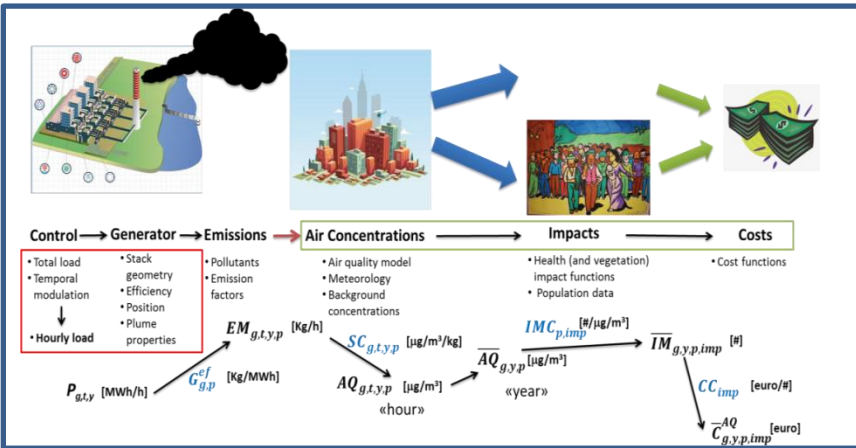 Control
Generator
Emissions
Air Concentrations
Impacts
Costs
• Total load
• Temporal
modulation
• Hourly load
• Stack
geometry
• Efficiency
• Position
• Plume
properties
• Pollutants
• Emission
factors
• Air quality model
• Meteorology
• Background
concentrations
• Health (and vegetation)
impact functions
• Population data
• Cost functions
P_{g,t,y} [MWh/h]
G^{ef}_{g,p} [Kg/MWh]
EM_{g,t,y,p} [Kg/h]
SC_{g,t,y,p} [μg/m³/kg]
AQ_{g,t,y,p} [μg/m³]
«hour»
\overline{AQ}_{g,y,p} [μg/m³]
«year»
IMC_{p,imp} [#/μg/m³]
\overline{IM}_{g,y,p,imp} [#]
CC_{imp} [euro/#]
\overline{C}^{AQ}_{g,y,p,imp} [euro]